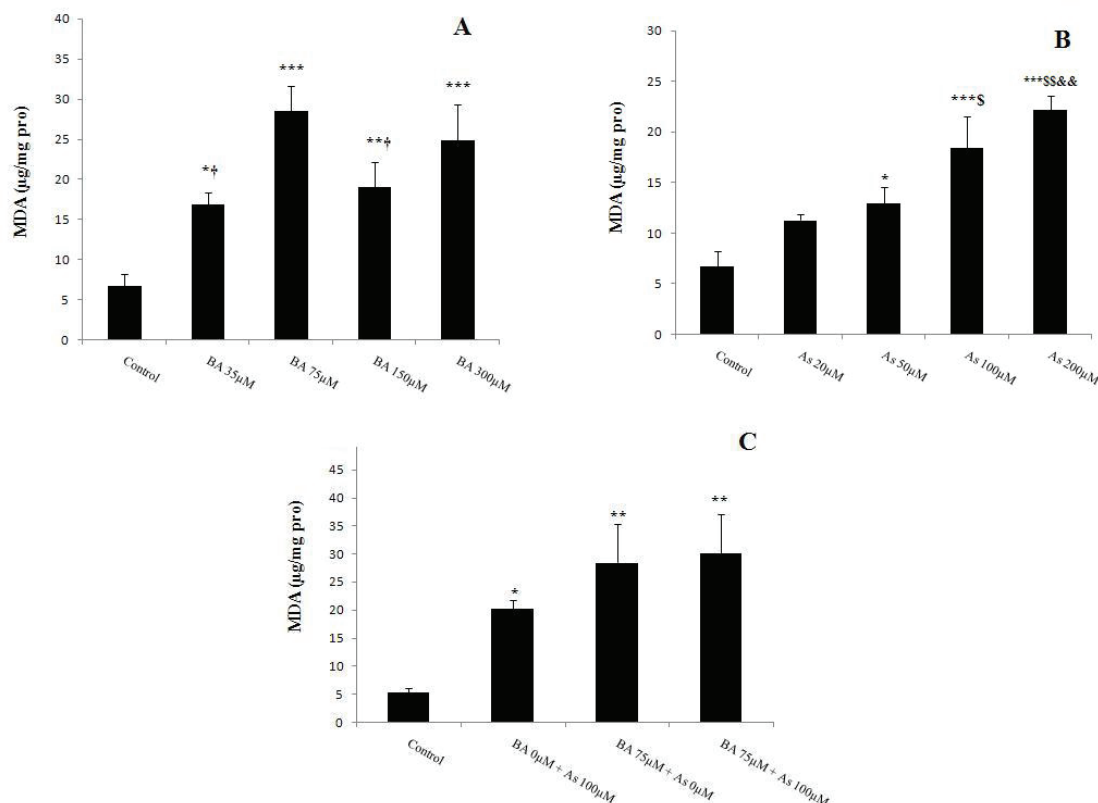 A
MDA (µg/mg pro)
40
35
30
25
20
15
10
5
0
*†
***
**†
***
Control
BA 35µM
BA 75µM
BA 150µM
BA 300µM
B
MDA (µg/mg pro)
30
25
20
15
10
5
0
*
***$
***$$&&
Control
As 20µM
As 50µM
As 100µM
As 200µM
C
MDA (µg/mg pro)
45
40
35
30
25
20
15
10
5
0
*
**
**
Control
BA 0µM + As 100µM
BA 75µM + As 0µM
BA 75µM + As 100µM